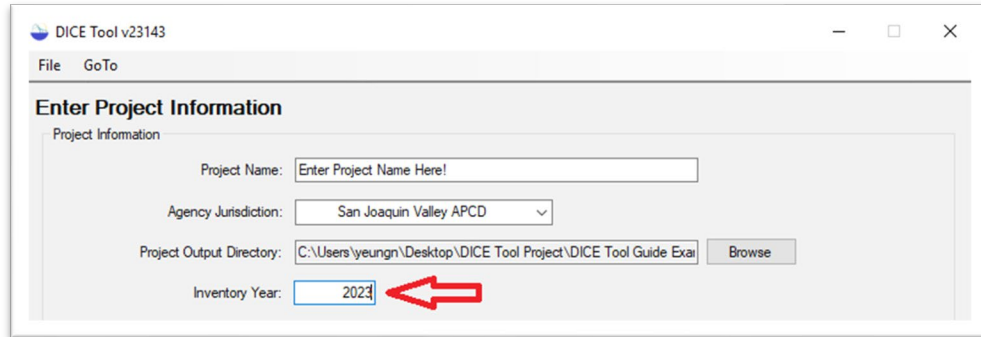 DICE Tool v23143
File GoTo
Enter Project Information
Project Information
Project Name: Enter Project Name Here!
Agency Jurisdiction: San Joaquin Valley APCD
Project Output Directory: C:\Users\yeungn\Desktop\DICE Tool Project\DICE Tool Guide Exar Browse
Inventory Year: 2023